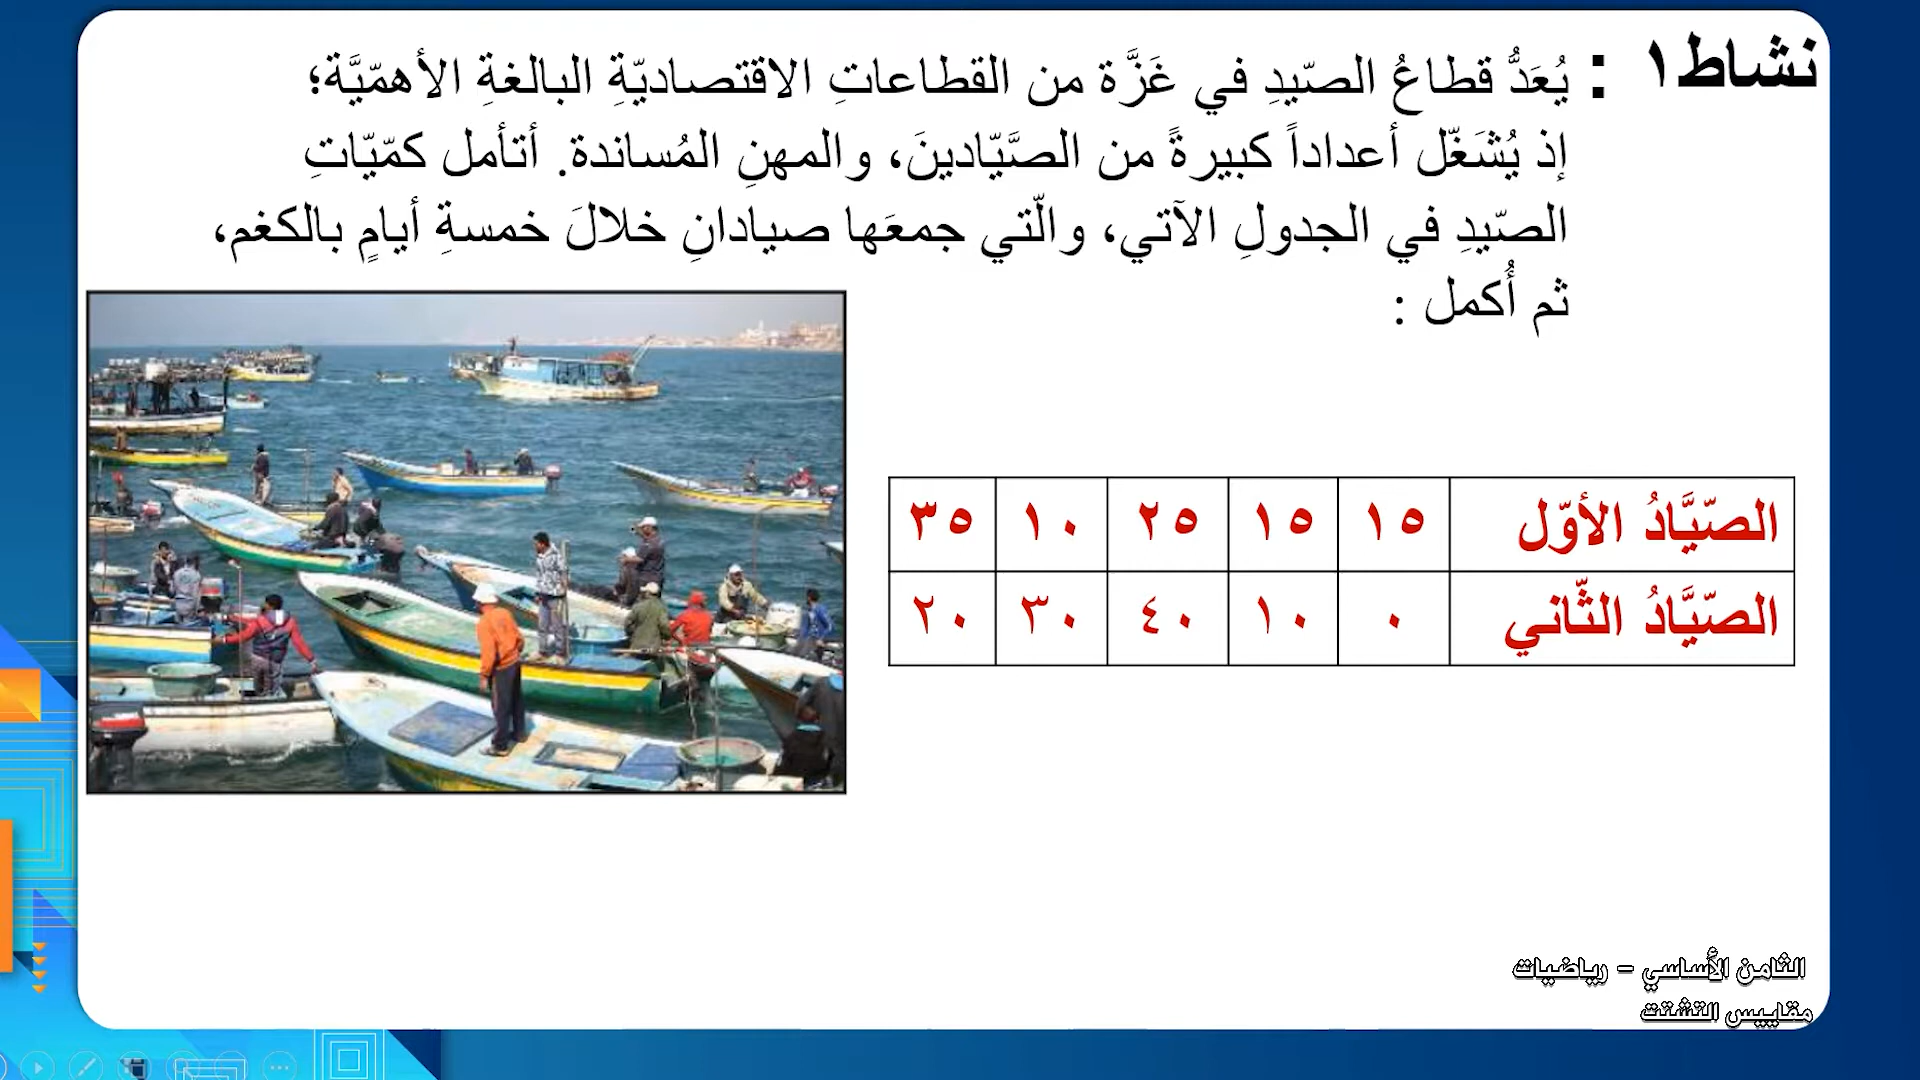 نشاط١ : يُعَدُّ قطاعُ الصّيدِ في غَزَّة من القطاعاتِ الاقتصاديّةِ البالغةِ الأهمّيَّة؛
إذ يُشَغّل أعداداً كبيرةً من الصَّيّادينَ، والمهنِ المُساندة. أتأمل كمّيّاتِ
الصّيدِ في الجدولِ الآتي، والّتي جمعَها صيادانِ خلالَ خمسةِ أيامٍ بالكغم،
ثم أُكمل :
الصّيَّادُ الأوّل ١٥ ١٥ ٢٥ ١٠ ٣٥
الصّيَّادُ الثّاني ٠ ١٠ ٤٠ ٣٠ ٢٠
الثامن الأساسي – رياضيات
مقاييس التشتت